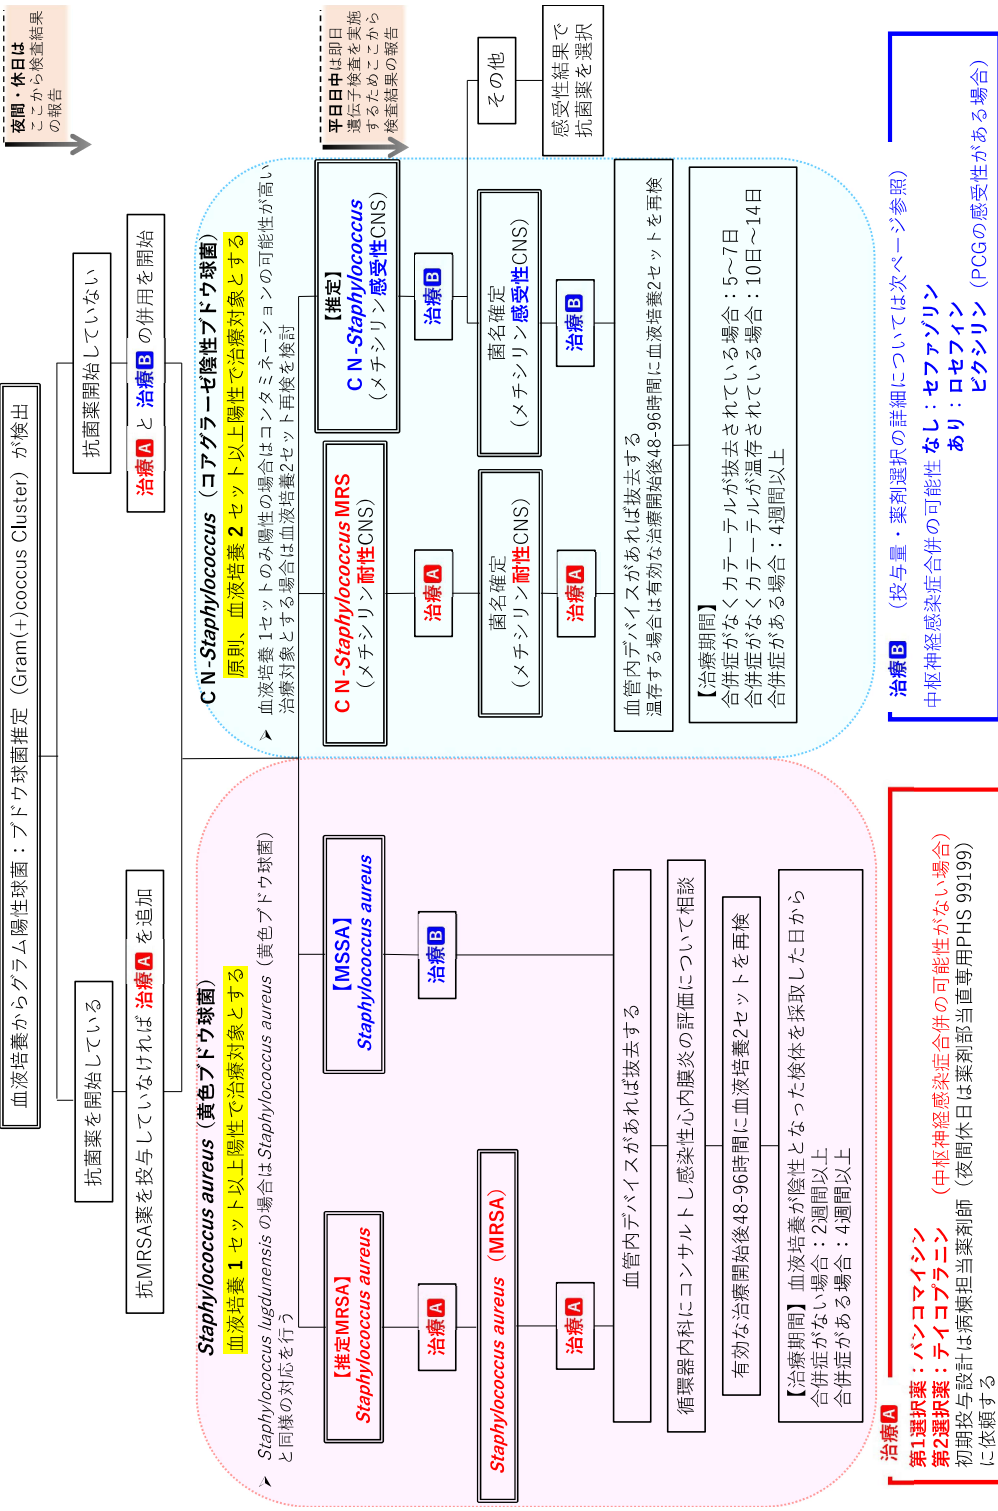 血液培養からグラム陽性球菌：ブドウ球菌推定（Gram(+)coccus Cluster）が検出
夜間・休日は
ここから検査結果
の報告
抗菌薬を開始している
抗菌薬開始していない
抗MRSA薬を投与していなければ 治療A を追加
治療A と 治療B の併用を開始
Staphylococcus aureus（黄色ブドウ球菌）
血液培養 1 セット以上陽性で治療対象とする
➢ Staphylococcus lugdunensis の場合はStaphylococcus aureus（黄色ブドウ球菌）
と同様の対応を行う
【推定MRSA】
Staphylococcus aureus
【MSSA】
Staphylococcus aureus
治療A
治療B
Staphylococcus aureus （MRSA）
治療A
血管内デバイスがあれば抜去する
循環器内科にコンサルトし感染性心内膜炎の評価について相談
有効な治療開始後48-96時間に血液培養2セットを再検
【治療期間】血液培養が陰性となった検体を採取した日から
合併症がない場合：2週間以上
合併症がある場合：4週間以上
ＣＮ-Staphylococcus（コアグラーゼ陰性ブドウ球菌）
原則、血液培養 2 セット以上陽性で治療対象とする
➢ 血液培養 1セットのみ陽性の場合はコンタミネーションの可能性が高い
治療対象とする場合は血液培養2セット再検を検討
平日日中は即日
遺伝子検査を実施
するためここから
検査結果の報告
ＣＮ-Staphylococcus MRS
（メチシリン耐性CNS）
【推定】
ＣＮ-Staphylococcus
（メチシリン感受性CNS）
治療A
治療B
菌名確定
（メチシリン耐性CNS）
菌名確定
（メチシリン感受性CNS）
その他
治療A
治療B
感受性結果で
抗菌薬を選択
血管内デバイスがあれば抜去する
温存する場合は有効な治療開始後48-96時間に血液培養2セットを再検
【治療期間】
合併症がなくカテーテルが抜去されている場合：5～7日
合併症がなくカテーテルが温存されている場合：10日～14日
合併症がある場合：4週間以上
治療A
第1選択薬：バンコマイシン
第2選択薬：テイコプラニン （中枢神経感染症合併の可能性がない場合）
初期投与設計は病棟担当薬剤師（夜間休日は薬剤部当直専用PHS 99199）
に依頼する
治療B （投与量・薬剤選択の詳細については次ページ参照）
中枢神経感染症合併の可能性 なし：セファゾリン
あり：ロセフィン
ビクシリン（PCGの感受性がある場合）